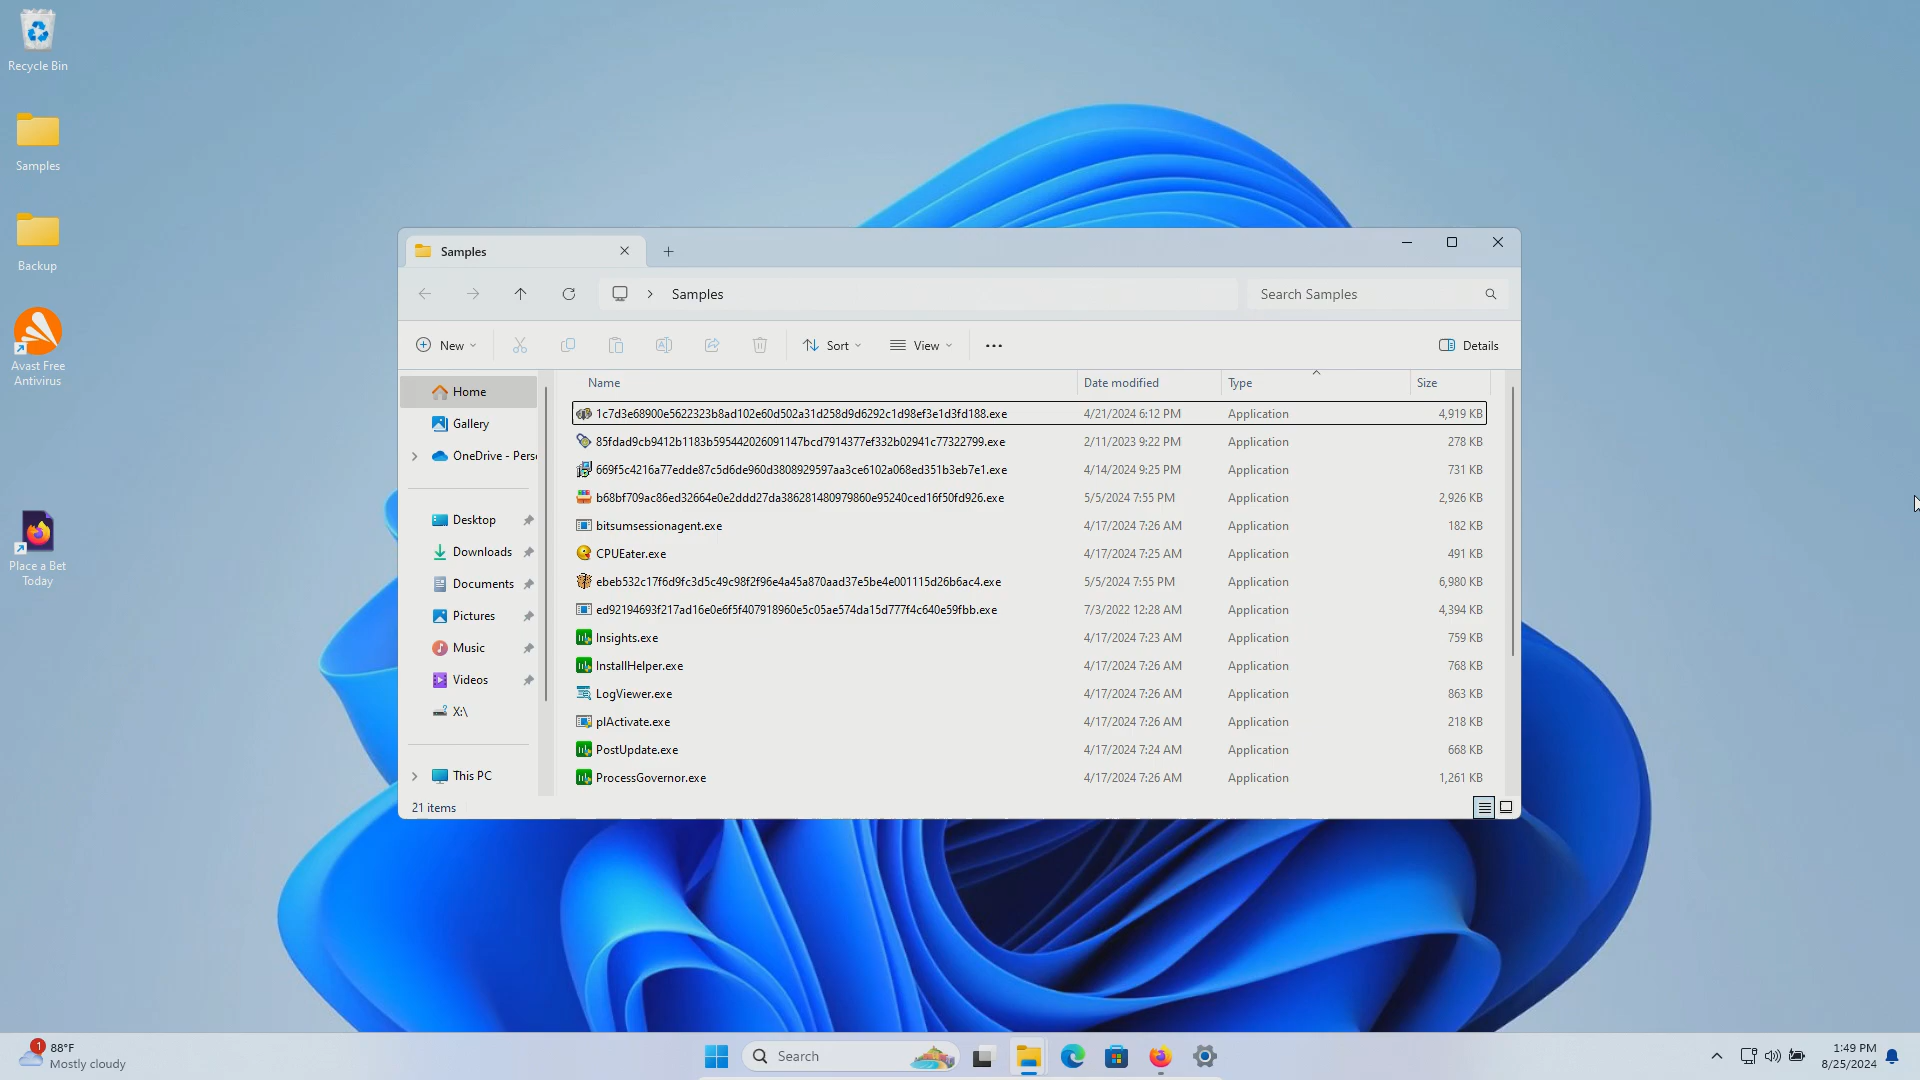 Recycle Bin
Samples
Backup
Avast Free
Antivirus
Place a Bet
Today
Samples
Samples
Search Samples
New
Sort
View
Details
Home
Gallery
OneDrive - Pers
Desktop
Downloads
Documents
Pictures
Music
Videos
X:\
This PC
Name Date modified Type Size
1c7d3e68900e5622323b8ad102e60d502a31d258d9d6292c1d98ef3e1d3fd188.exe 4/21/2024 6:12 PM Application 4,919 KB
85fdad9cb9412b1183b595442026091147bcd7914377ef332b02941c77322799.exe 2/11/2023 9:22 PM Application 278 KB
669f5c4216a77edde87c5d6de960d3808929597aa3ce6102a068ed351b3eb7e1.exe 4/14/2024 9:25 PM Application 731 KB
b68bf709ac86ed32664e0e2ddd27da386281480979860e95240ced16f50fd926.exe 5/5/2024 7:55 PM Application 2,926 KB
bitsumsessionagent.exe 4/17/2024 7:26 AM Application 182 KB
CPUEater.exe 4/17/2024 7:25 AM Application 491 KB
ebeb532c17f6d9fc3d5c49c98f2f96e4a45a870aad37e5be4e001115d26b6ac4.exe 5/5/2024 7:55 PM Application 6,980 KB
ed92194693f217ad16e0e6f5f407918960e5c05ae574da15d777f4c640e59fbb.exe 7/3/2022 12:28 AM Application 4,394 KB
Insights.exe 4/17/2024 7:23 AM Application 759 KB
InstallHelper.exe 4/17/2024 7:26 AM Application 768 KB
LogViewer.exe 4/17/2024 7:26 AM Application 863 KB
plActivate.exe 4/17/2024 7:26 AM Application 218 KB
PostUpdate.exe 4/17/2024 7:24 AM Application 668 KB
ProcessGovernor.exe 4/17/2024 7:26 AM Application 1,261 KB
21 items
1
88°F
Mostly cloudy
Search
1:49 PM
8/25/2024